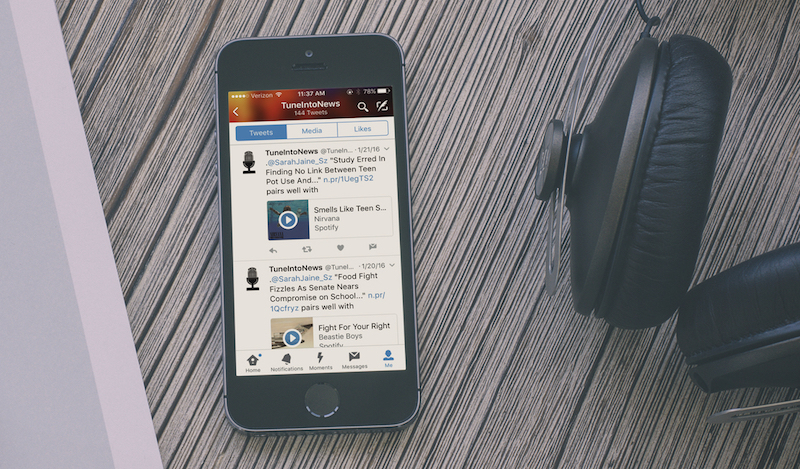 Verizon 11:37 AM 78%
TuneIntoNews
144 Tweets
Tweets Media Likes
TuneIntoNews @TuneIn... · 1/21/16
.@SarahJaine_Sz "Study Erred In
Finding No Link Between Teen
Pot Use And..." n.pr/1UegTS2
pairs well with
Smells Like Teen S...
Nirvana
Spotify
TuneIntoNews @TuneI... · 1/20/16
.@SarahJaine_Sz "Food Fight
Fizzles As Senate Nears
Compromise on School..." n.pr/
1Qcfryz pairs well with
Fight For Your Right
Beastie Boys
Spotify
Home Notifications Moments Messages Me